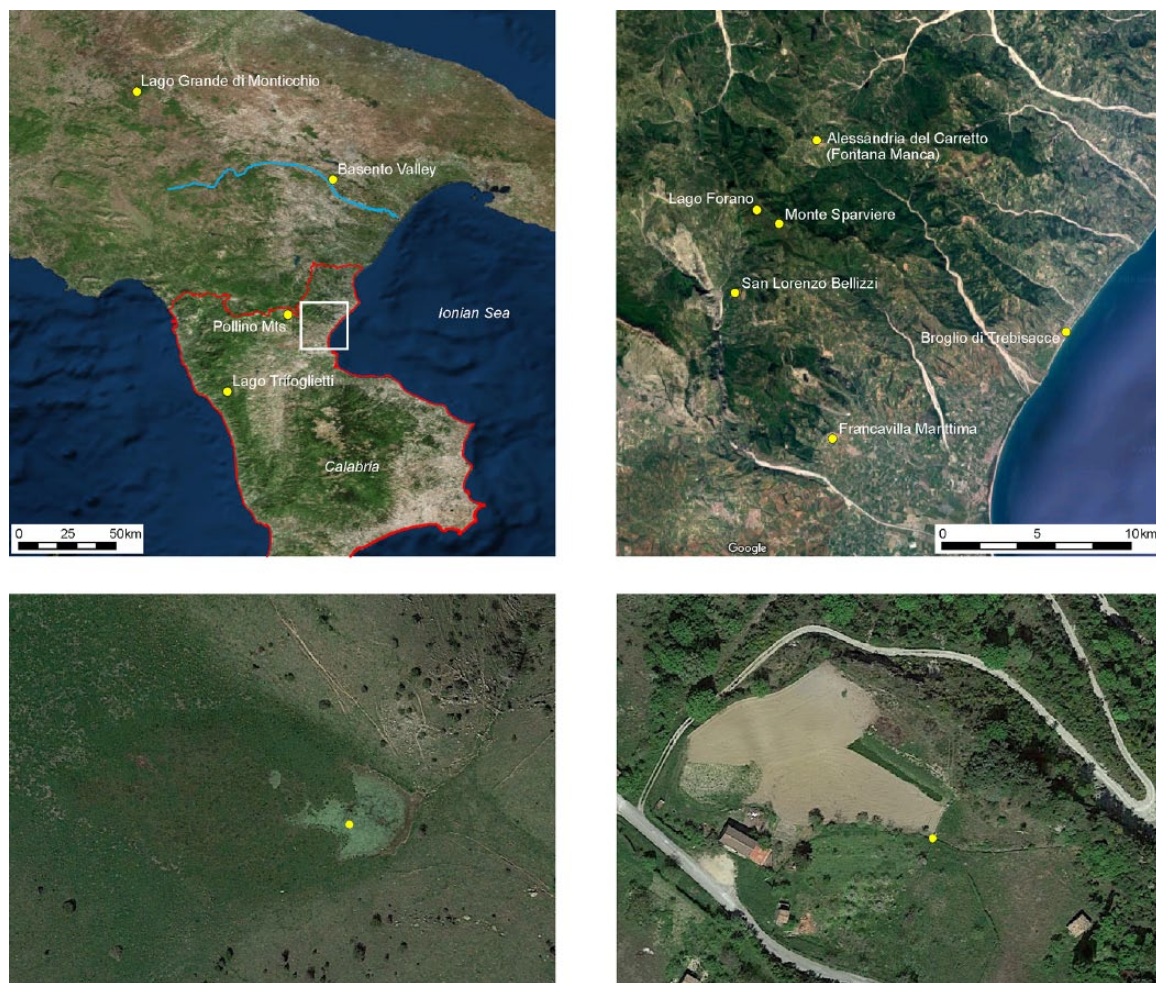 Lago Grande di Monticchio
Basento Valley
Pollino Mts
Ionian Sea
Lago Trifoglietti
Calabria
0 25 50km
Alessandria del Carretto
(Fontana Manca)
Lago Forano
Monte Sparviere
San Lorenzo Bellizzi
Broglio di Trebisacce
Francavilla Marittima
Google
0 5 10km